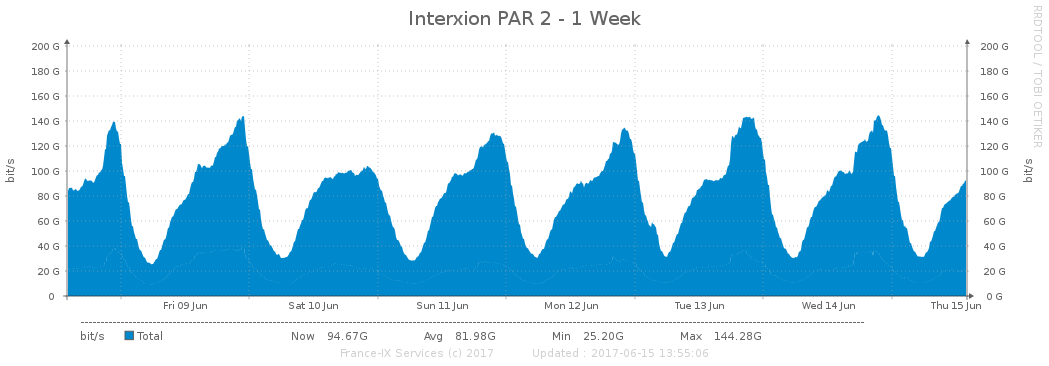 Interxion PAR 2 - 1 Week
RRDTOOL / TOBI OETIKER
bit/s
200 G 200 G
180 G 180 G
160 G 160 G
140 G 140 G
120 G 120 G
100 G 100 G
80 G 80 G
60 G 60 G
40 G 40 G
20 G 20 G
0 0 G
bit/s
Fri 09 Jun Sat 10 Jun Sun 11 Jun Mon 12 Jun Tue 13 Jun Wed 14 Jun Thu 15 Jun
bit/s Total Now 94.67G Avg 81.98G Min 25.20G Max 144.28G
France-IX Services (c) 2017 Updated : 2017-06-15 13:55:06